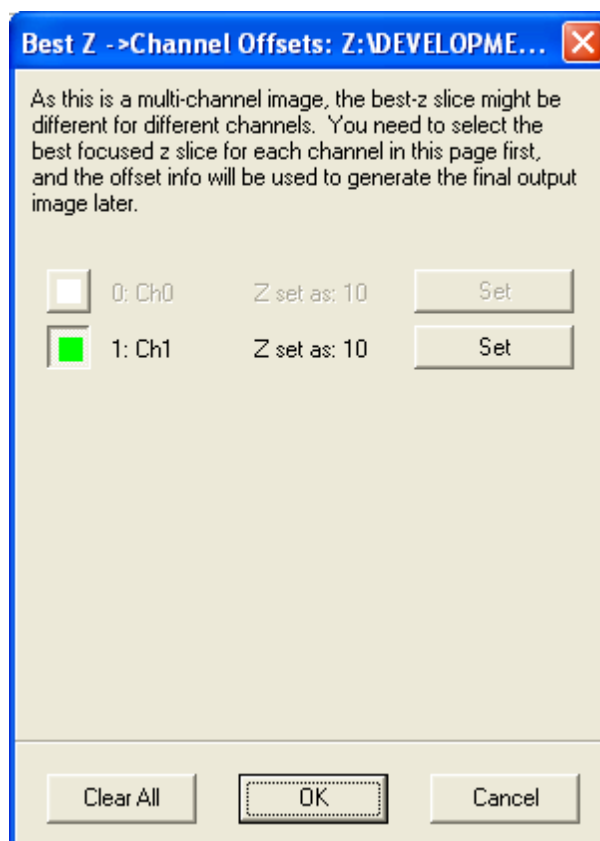 Best Z ->Channel Offsets: Z:\DEVELOPME...
As this is a multi-channel image, the best-z slice might be
different for different channels.  You need to select the
best focused z slice for each channel in this page first,
and the offset info will be used to generate the final output
image later.
0: Ch0 Z set as: 10 Set
1: Ch1 Z set as: 10 Set
Clear All OK Cancel